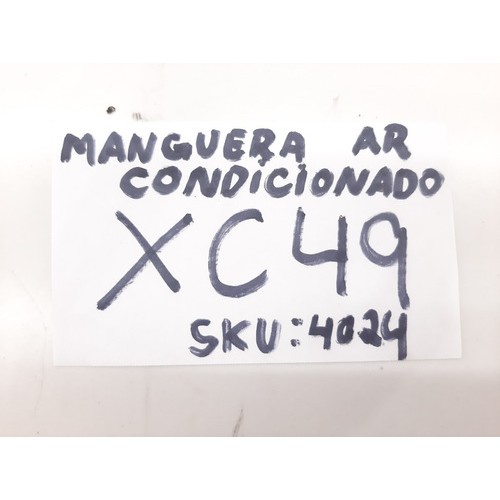 MANGUERA AR
CONDICIONADO
XC49
SKU: 4024